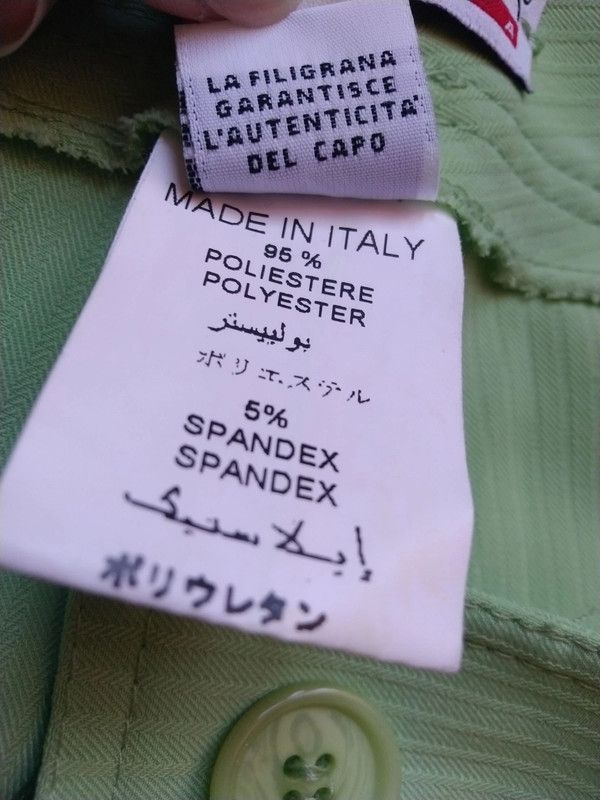 LA FILIGRANA
GARANTISCE
L'AUTENTICITA'
DEL CAPO
MADE IN ITALY
95 %
POLIESTERE
POLYESTER
بولييستر
ポリエステル
5%
SPANDEX
SPANDEX
إيلاستيك
ポリウレタン
A